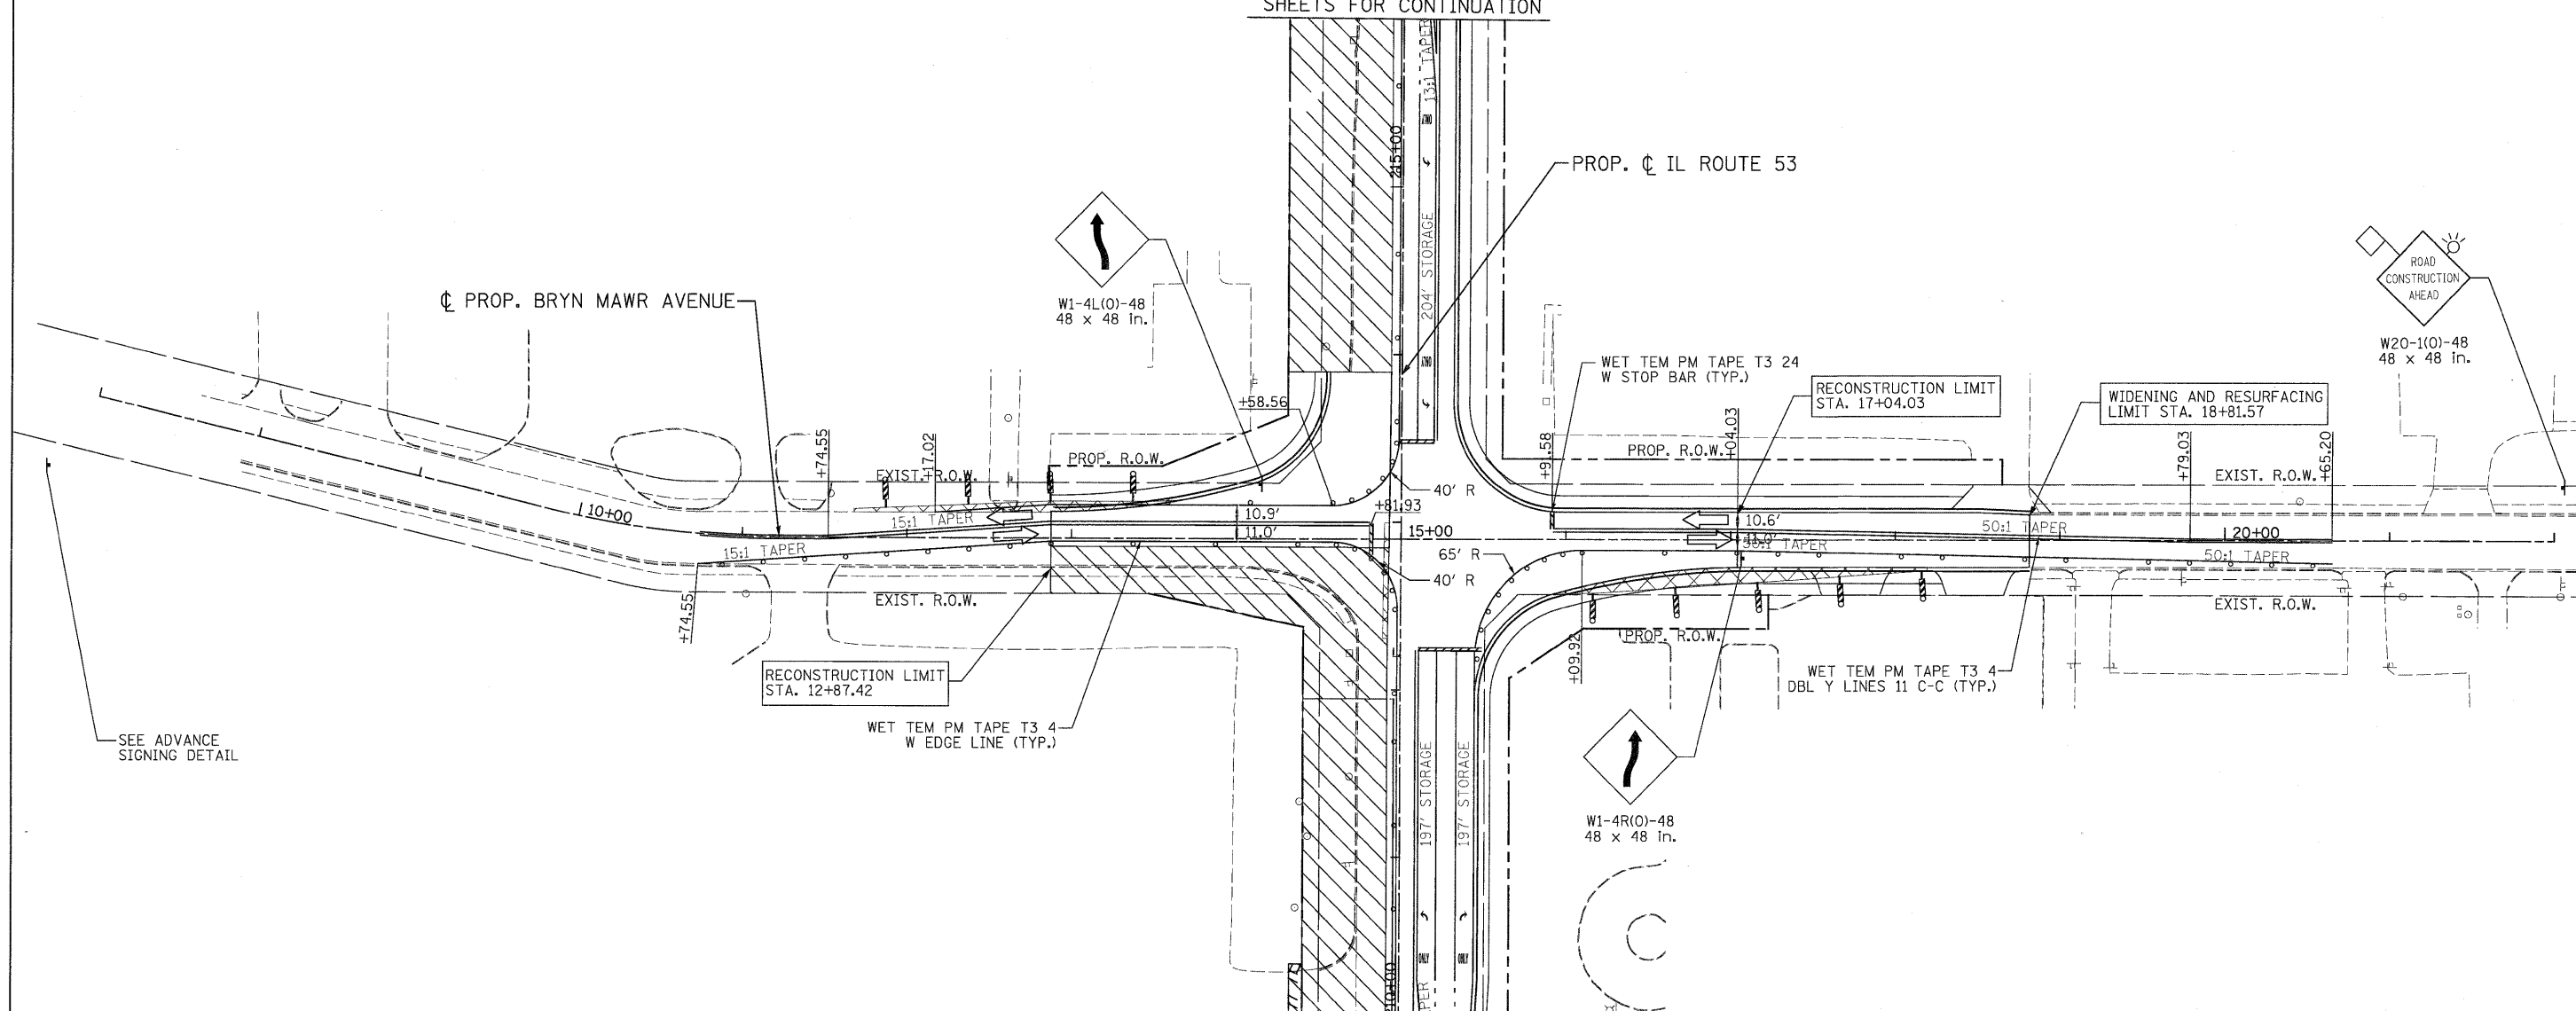 SHEETS FOR CONTINUATION
13:1 TAPER
215+00
204' STORAGE
PROP. ℄ IL ROUTE 53
W1-4L(O)-48
48 x 48 in.
℄ PROP. BRYN MAWR AVENUE
ROAD
CONSTRUCTION
AHEAD
W20-1(O)-48
48 x 48 in.
WET TEM PM TAPE T3 24
W STOP BAR (TYP.)
RECONSTRUCTION LIMIT
STA. 17+04.03
WIDENING AND RESURFACING
LIMIT STA. 18+81.57
+58.56
+74.55
+17.02
+91.58
+04.03
+79.03
+65.20
PROP. R.O.W.
EXIST. R.O.W.
PROP. R.O.W.
EXIST. R.O.W.
40' R
+81.93
10+00
15:1 TAPER
10.9'
11.0'
15+00
10.6'
11.0'
50:1 TAPER
50:1 TAPER
20+00
15:1 TAPER
65' R
40' R
50:1 TAPER
EXIST. R.O.W.
EXIST. R.O.W.
+74.55
+09.92
PROP. R.O.W.
RECONSTRUCTION LIMIT
STA. 12+87.42
WET TEM PM TAPE T3 4
W EDGE LINE (TYP.)
WET TEM PM TAPE T3 4
DBL Y LINES 11 C-C (TYP.)
SEE ADVANCE
SIGNING DETAIL
197' STORAGE
197' STORAGE
W1-4R(O)-48
48 x 48 in.
ONLY
ONLY